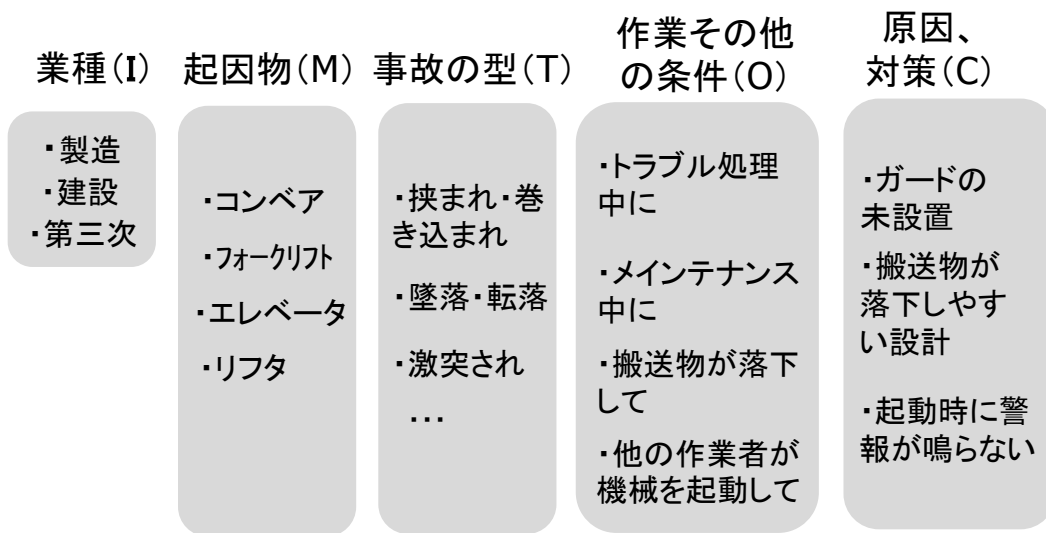 業種(I)
・製造
・建設
・第三次
起因物(M)
・コンベア
・フォークリフト
・エレベータ
・リフタ
事故の型(T)
・挟まれ・巻
き込まれ
・墜落・転落
・激突され
・・・
作業その他
の条件(O)
・トラブル処理
中に
・メインテナンス
中に
・搬送物が落下
して
・他の作業者が
機械を起動して
原因、
対策(C)
・ガードの
未設置
・搬送物が
落下しやす
い設計
・起動時に警
報が鳴らない